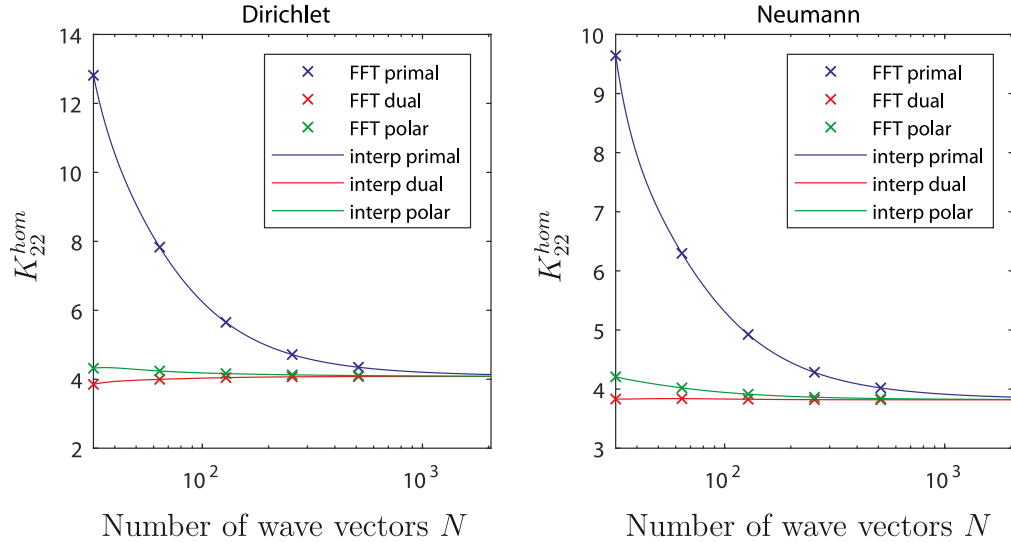 Dirichlet
14
12
10
8
6
4
2
K_{22}^{hom}
FFT primal
FFT dual
FFT polar
interp primal
interp dual
interp polar
10^2
10^3
Number of wave vectors N
Neumann
10
9
8
7
6
5
4
3
K_{22}^{hom}
FFT primal
FFT dual
FFT polar
interp primal
interp dual
interp polar
10^2
10^3
Number of wave vectors N